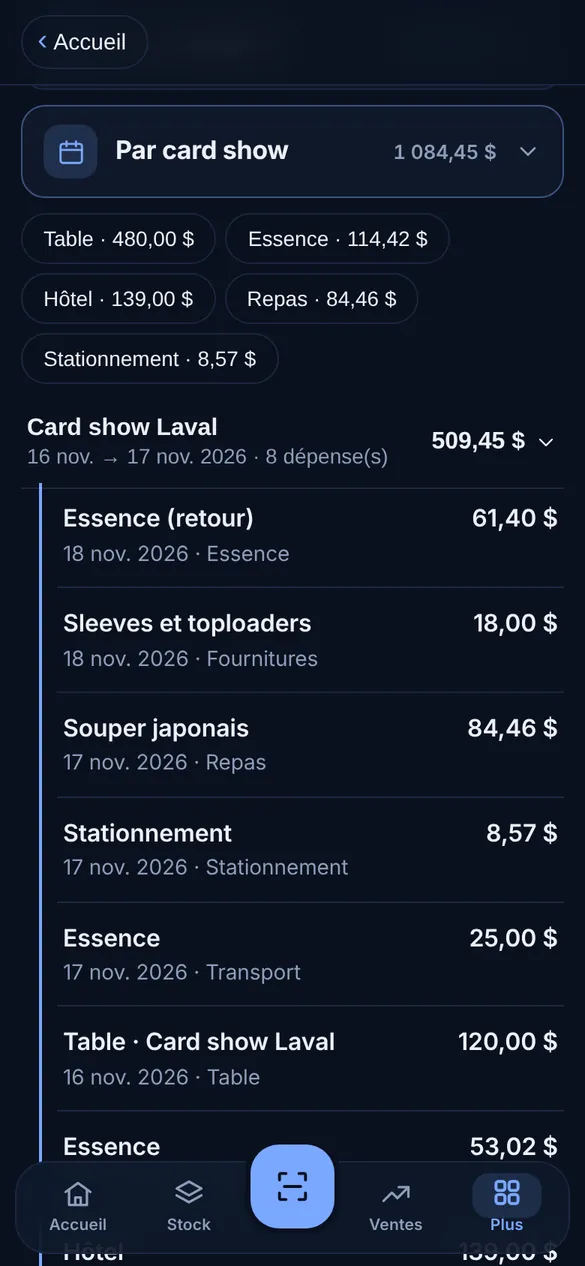 ‹ Accueil
Par card show 1 084,45 $
Table · 480,00 $ Essence · 114,42 $
Hôtel · 139,00 $ Repas · 84,46 $
Stationnement · 8,57 $
Card show Laval 509,45 $
16 nov. → 17 nov. 2026 · 8 dépense(s)
Essence (retour) 61,40 $
18 nov. 2026 · Essence
Sleeves et toploaders 18,00 $
18 nov. 2026 · Fournitures
Souper japonais 84,46 $
17 nov. 2026 · Repas
Stationnement 8,57 $
17 nov. 2026 · Stationnement
Essence 25,00 $
17 nov. 2026 · Transport
Table · Card show Laval 120,00 $
16 nov. 2026 · Table
Essence 53,02 $
Accueil Stock Ventes Plus
Hôtel 139,00 $